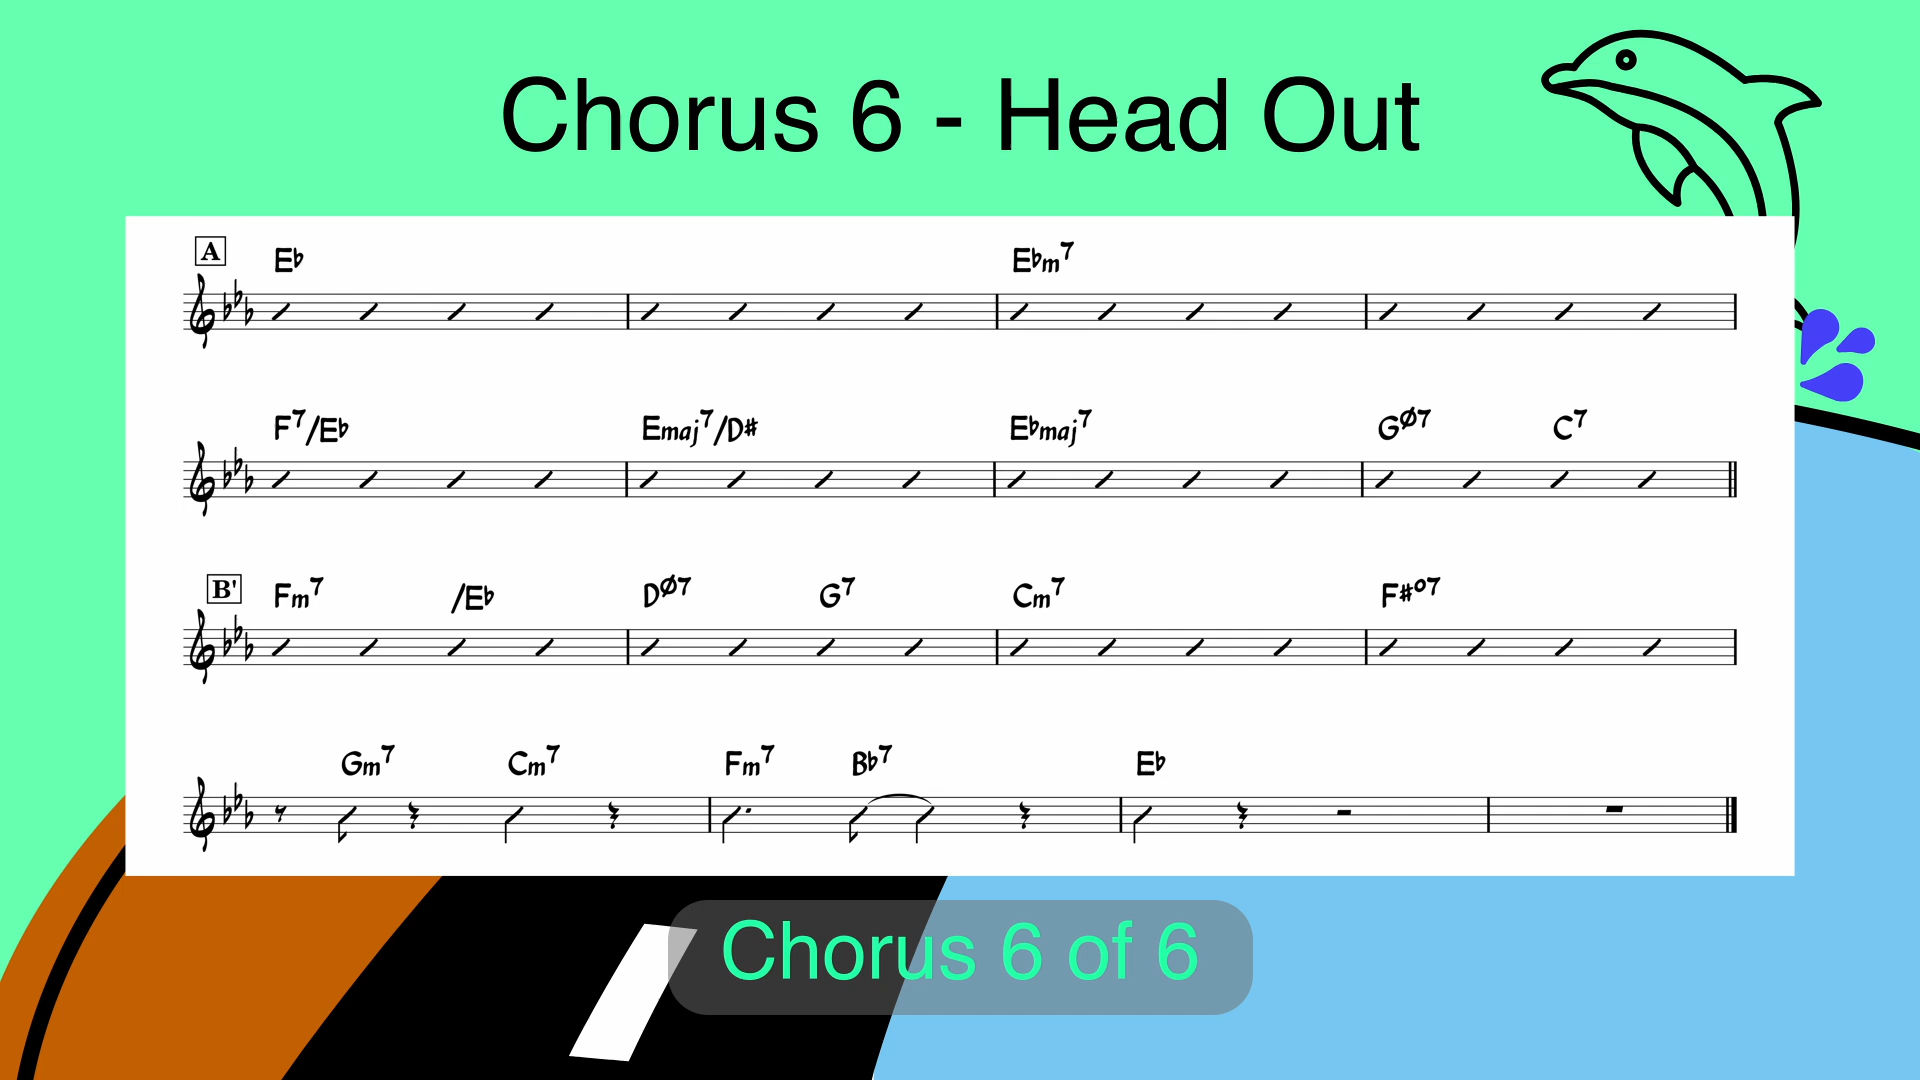 Chorus 6 - Head Out
A
E♭ E♭m7
F7/E♭ Emaj7/D# E♭maj7 Gø7 C7
B'
Fm7 /E♭ Dø7 G7 Cm7 F#o7
Gm7 Cm7 Fm7 B♭7 E♭
Chorus 6 of 6